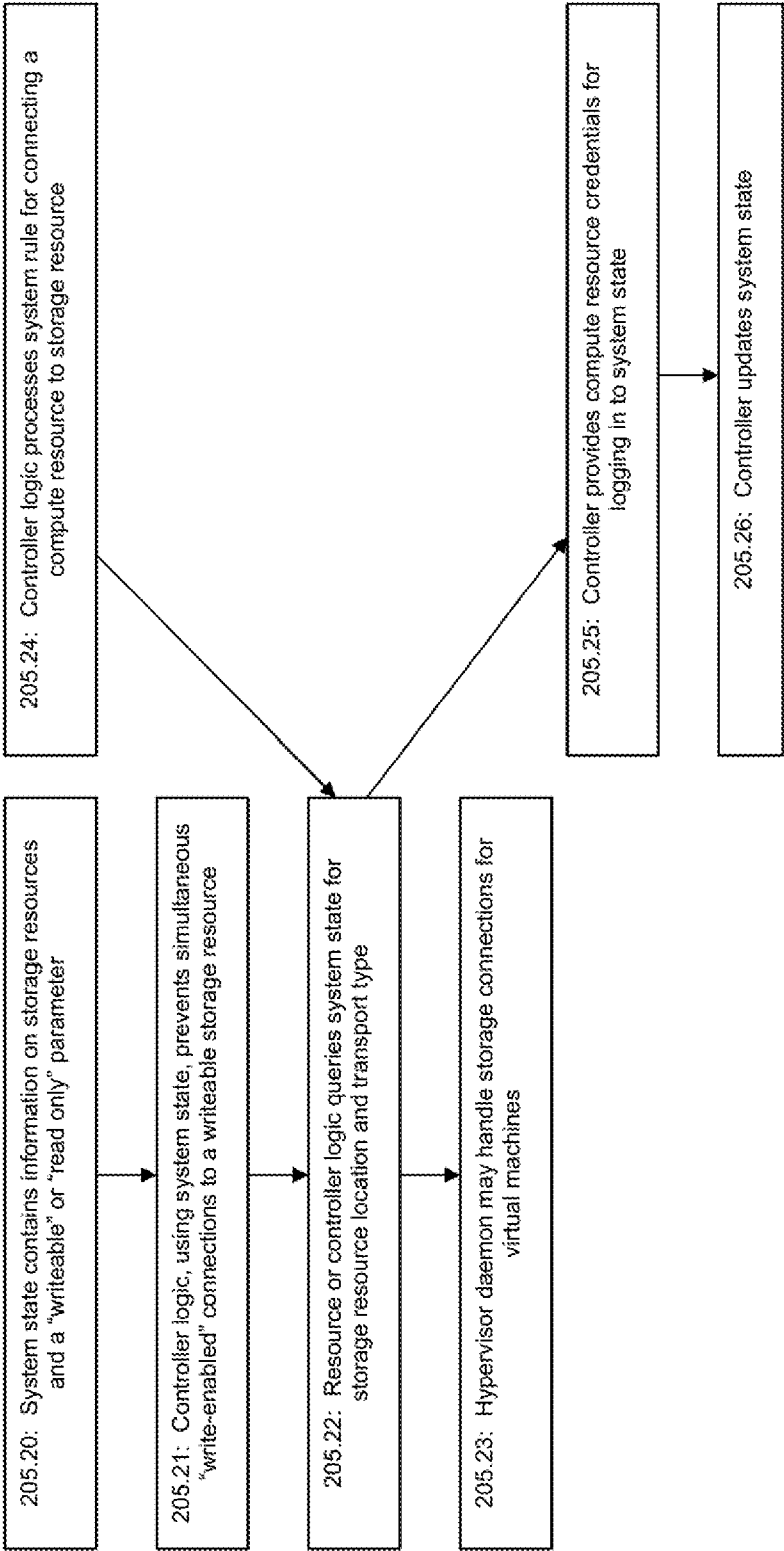 205.20: System state contains information on storage resources
and a “writeable” or “read only” parameter
205.21: Controller logic, using system state, prevents simultaneous
“write-enabled” connections to a writeable storage resource
205.22: Resource or controller logic queries system state for
storage resource location and transport type
205.23: Hypervisor daemon may handle storage connections for
virtual machines
205.24: Controller logic processes system rule for connecting a
compute resource to storage resource
205.25: Controller provides compute resource credentials for
logging in to system state
205.26: Controller updates system state